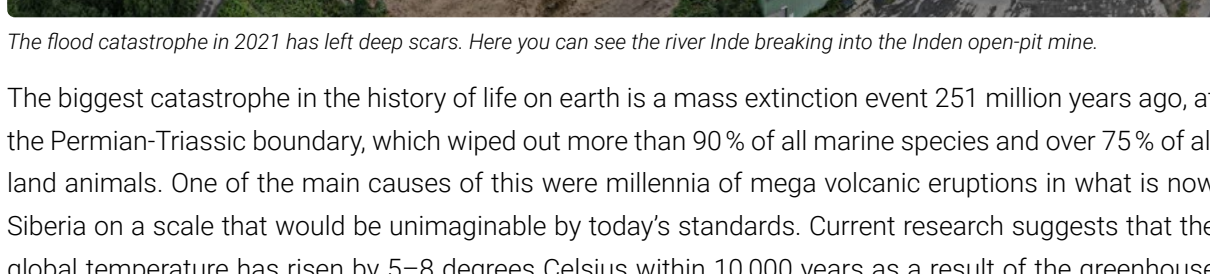 The flood catastrophe in 2021 has left deep scars. Here you can see the river Inde breaking into the Inden open-pit mine.
The biggest catastrophe in the history of life on earth is a mass extinction event 251 million years ago, at
the Permian-Triassic boundary, which wiped out more than 90 % of all marine species and over 75 % of al
land animals. One of the main causes of this were millennia of mega volcanic eruptions in what is now
Siberia on a scale that would be unimaginable by today's standards. Current research suggests that the
global temperature has risen by 5–8 degrees Celsius within 10 000 years as a result of the greenhouse